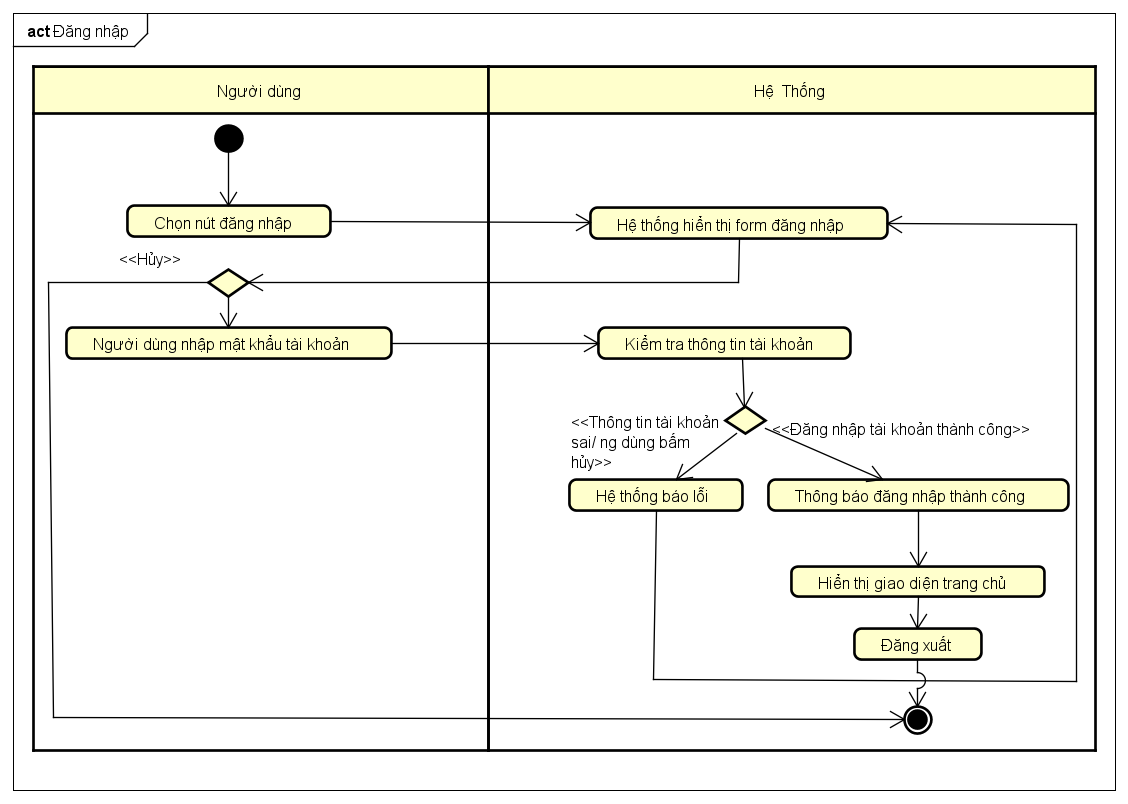 act Đăng nhập
Người dùng
Hệ Thống
Chọn nút đăng nhập
Hệ thống hiển thị form đăng nhập
<<Hủy>>
Người dùng nhập mật khẩu tài khoản
Kiểm tra thông tin tài khoản
<<Thông tin tài khoản
sai/ ng dùng bấm
hủy>>
<<Đăng nhập tài khoản thành công>>
Hệ thống báo lỗi
Thông báo đăng nhập thành công
Hiển thị giao diện trang chủ
Đăng xuất